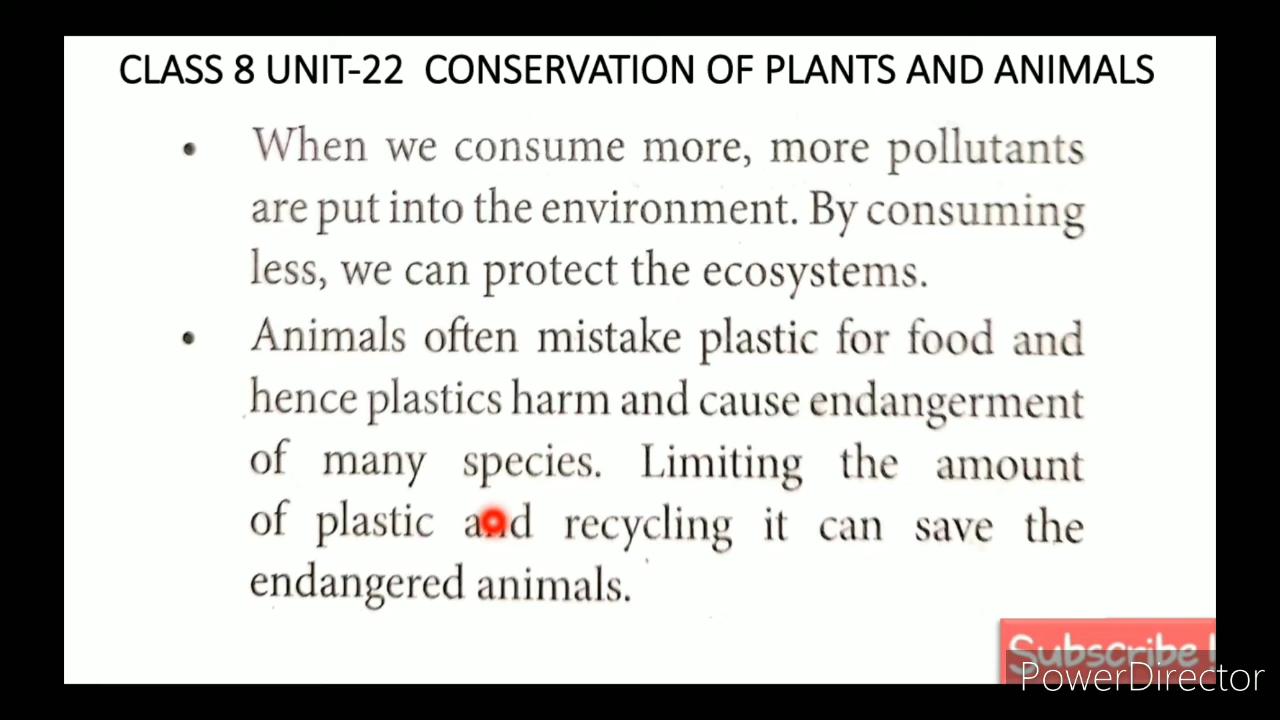 CLASS 8 UNIT-22 CONSERVATION OF PLANTS AND ANIMALS
• When we consume more, more pollutants
are put into the environment. By consuming
less, we can protect the ecosystems.
• Animals often mistake plastic for food and
hence plastics harm and cause endangerment
of many species. Limiting the amount
of plastic and recycling it can save the
endangered animals.
Subscribe !
PowerDirector